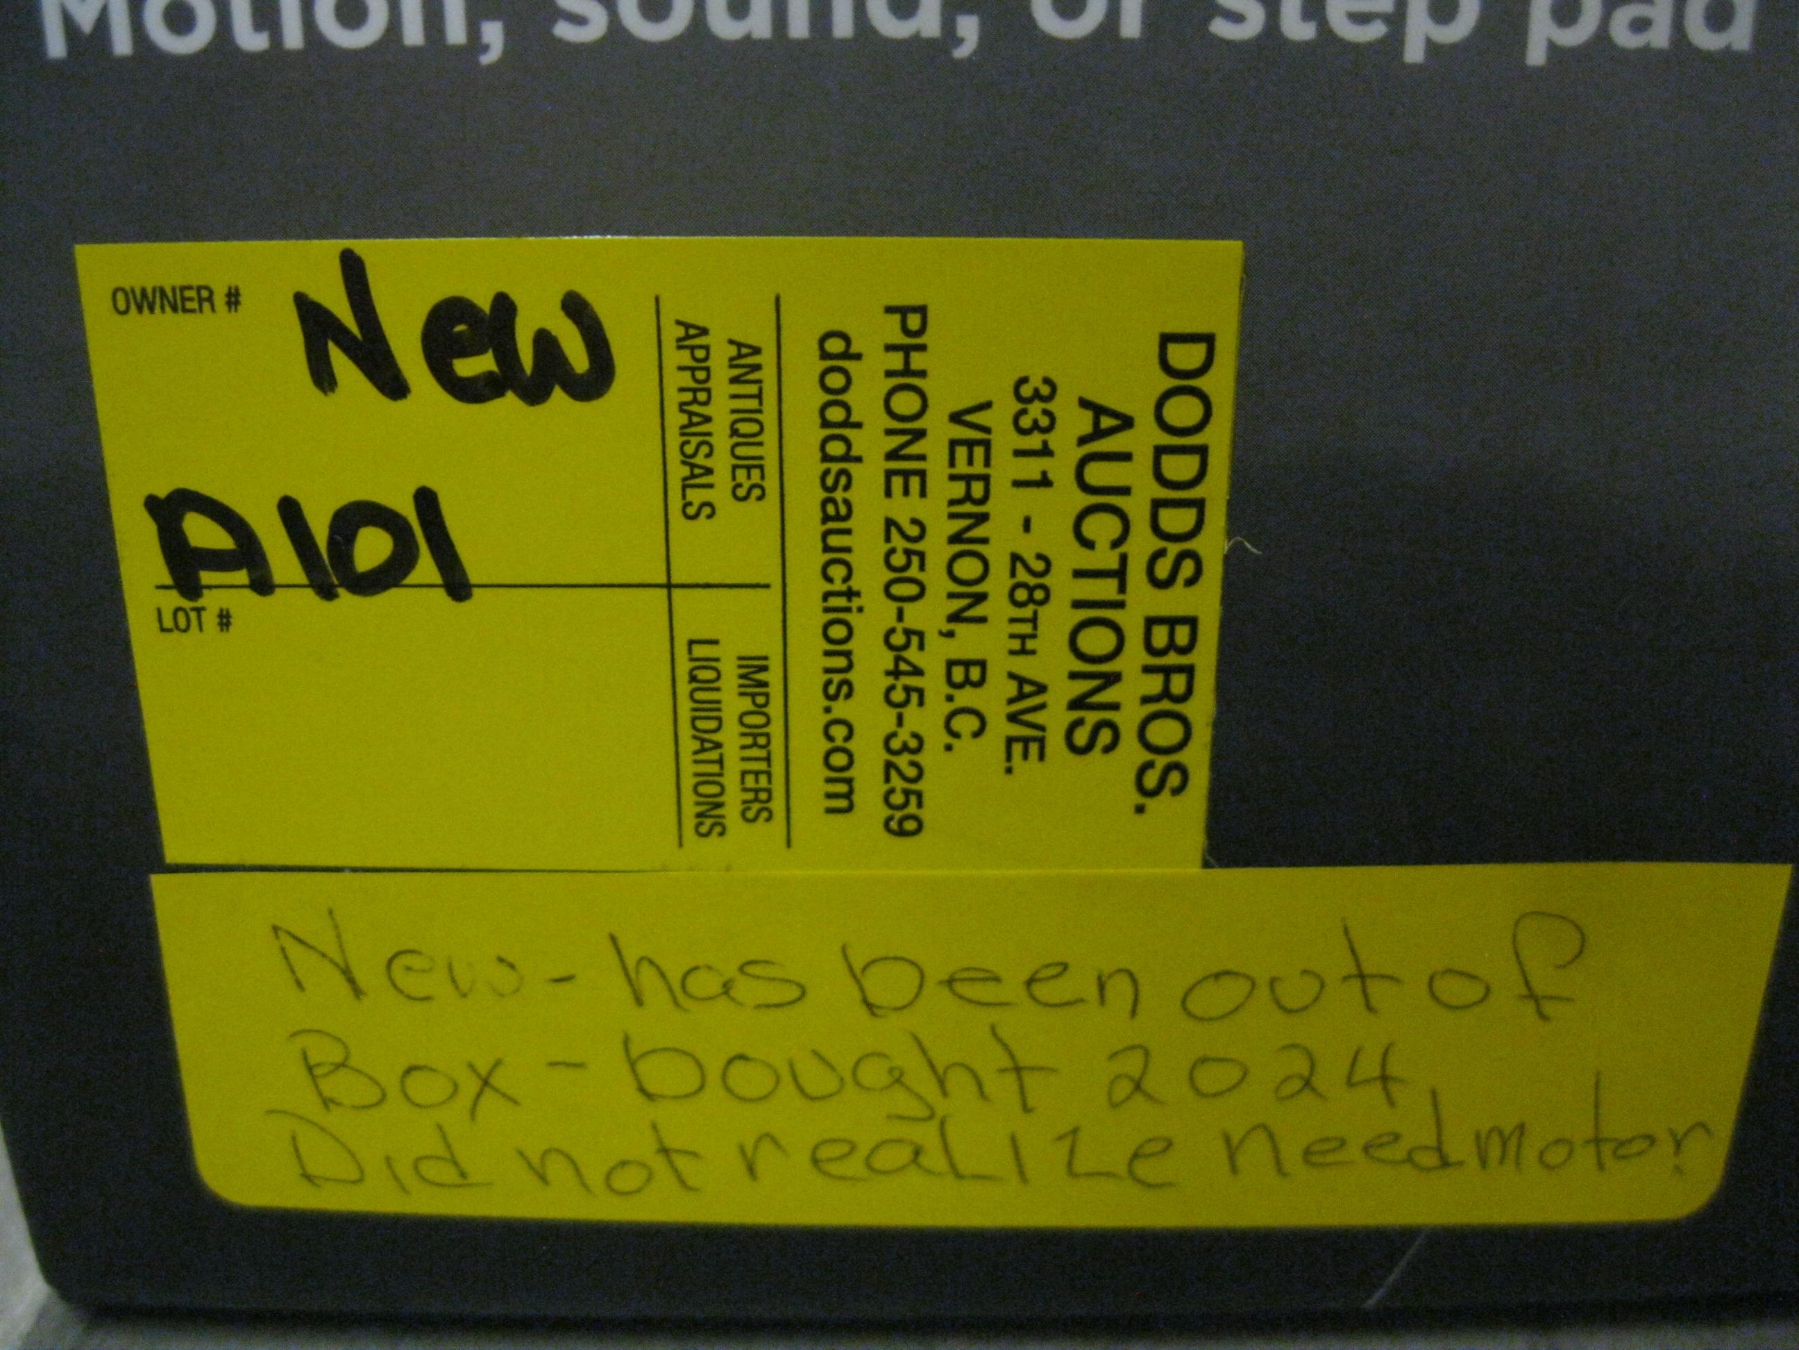 Motion, sound, or step pad
OWNER # New
A101
LOT #
ANTIQUES
APPRAISALS
IMPORTERS
LIQUIDATIONS
DODDS BROS.
AUCTIONS
3311 - 28TH AVE.
VERNON, B.C.
PHONE 250-545-3259
doddsauctions.com
New - has been out of
Box - bought 2024
Did not realize need motor